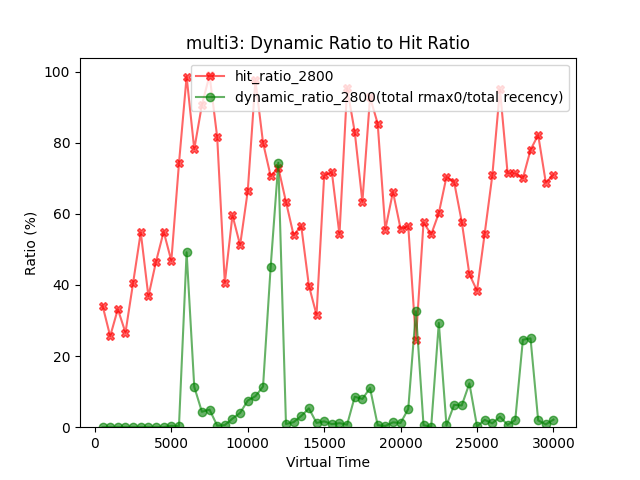 multi3: Dynamic Ratio to Hit Ratio
hit_ratio_2800
dynamic_ratio_2800(total rmax0/total recency)
Ratio (%)
100
80
60
40
20
0
0 5000 10000 15000 20000 25000 30000
Virtual Time